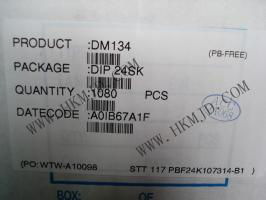 PRODUCT :DM134
(PB-FREE)
PACKAGE :DIP 24SK
QUANTITY :1080 PCS
DATECODE :A0IB67A1F
WWW.HKMJD.COM
(PO: WTW-A10098 STT 117 PBF24K107314-B1 )
BOX: OF